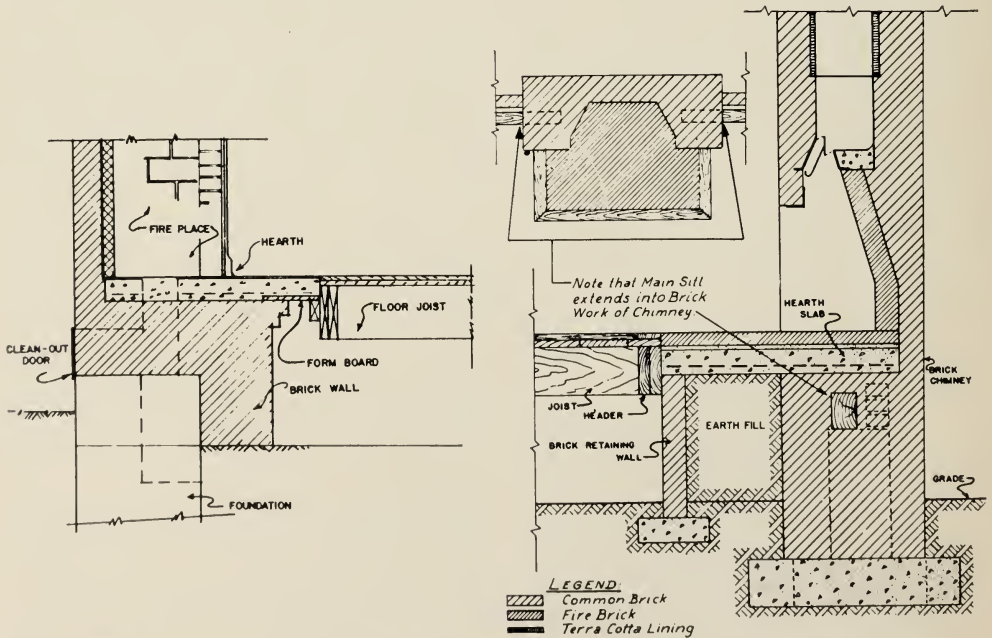 FIRE PLACE
HEARTH
FLOOR JOIST
CLEAN-OUT
DOOR
FORM BOARD
BRICK WALL
FOUNDATION
Note that Main Sill
extends into Brick
Work of Chimney
HEARTH
SLAB
BRICK
CHIMNEY
JOIST
HEADER
EARTH FILL
BRICK RETAINING
WALL
GRADE
LEGEND:
Common Brick
Fire Brick
Terra Cotta Lining